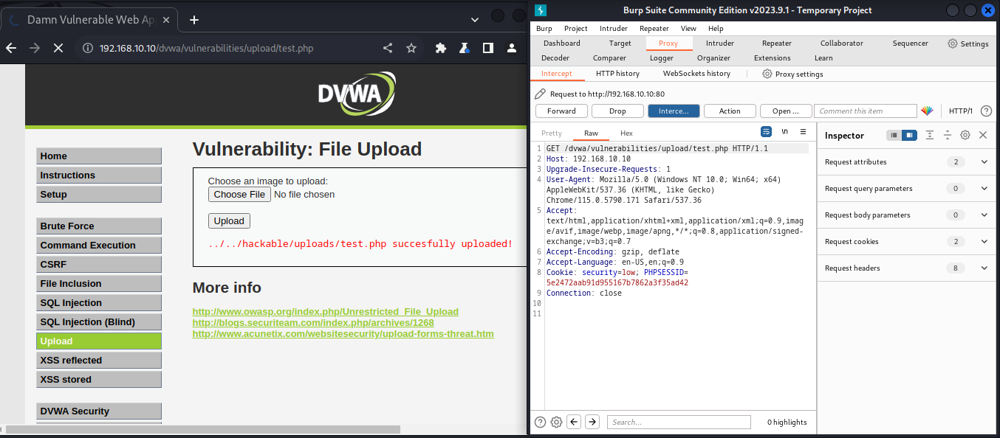 Damn Vulnerable Web Ap
192.168.10.10/dvwa/vulnerabilities/upload/test.php
DVWA
Home
Instructions
Setup
Brute Force
Command Execution
CSRF
File Inclusion
SQL Injection
SQL Injection (Blind)
Upload
XSS reflected
XSS stored
DVWA Security
Vulnerability: File Upload
Choose an image to upload:
Choose File No file chosen
Upload
../../hackable/uploads/test.php succesfully uploaded!
More info
http://www.owasp.org/index.php/Unrestricted_File_Upload
http://blogs.securiteam.com/index.php/archives/1268
http://www.acunetix.com/websitesecurity/upload-forms-threat.htm
Burp Suite Community Edition v2023.9.1 - Temporary Project
Burp Project Intruder Repeater View Help
Dashboard Target Proxy Intruder Repeater Collaborator Sequencer Settings
Decoder Comparer Logger Organizer Extensions Learn
Intercept HTTP history WebSockets history Proxy settings
Request to http://192.168.10.10:80
Forward Drop Interce... Action Open ... Comment this item HTTP/1
Pretty Raw Hex \n
1 GET /dvwa/vulnerabilities/upload/test.php HTTP/1.1
2 Host: 192.168.10.10
3 Upgrade-Insecure-Requests: 1
4 User-Agent: Mozilla/5.0 (Windows NT 10.0; Win64; x64)
AppleWebKit/537.36 (KHTML, like Gecko)
Chrome/115.0.5790.171 Safari/537.36
5 Accept:
text/html,application/xhtml+xml,application/xml;q=0.9,imag
e/avif,image/webp,image/apng,*/*;q=0.8,application/signed-
exchange;v=b3;q=0.7
6 Accept-Encoding: gzip, deflate
7 Accept-Language: en-US,en;q=0.9
8 Cookie: security=low; PHPSESSID=
5e2472aab91d955167b7862a3f35ad42
9 Connection: close
10
11
Search... 0 highlights
Inspector
Request attributes 2
Request query parameters 0
Request body parameters 0
Request cookies 2
Request headers 8